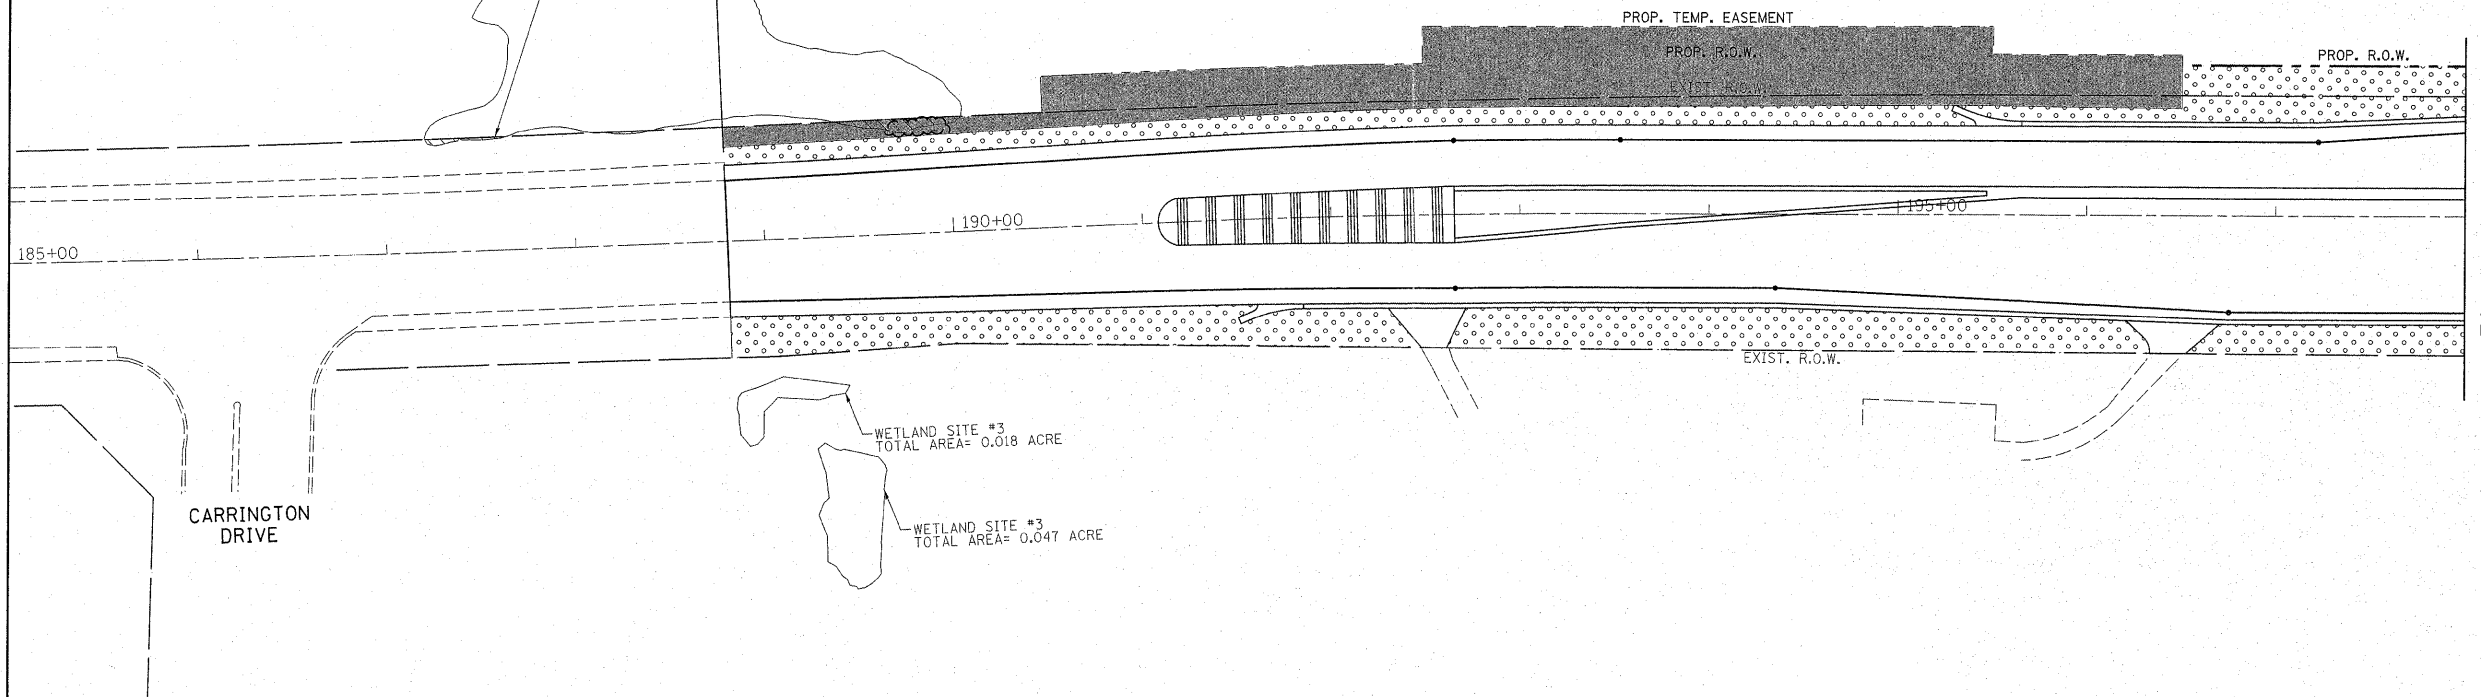 PROP. TEMP. EASEMENT
PROP. R.O.W.
PROP. R.O.W.
EXIST. R.O.W.
190+00
195+00
185+00
EXIST. R.O.W.
WETLAND SITE #3
TOTAL AREA= 0.018 ACRE
WETLAND SITE #3
TOTAL AREA= 0.047 ACRE
CARRINGTON
DRIVE